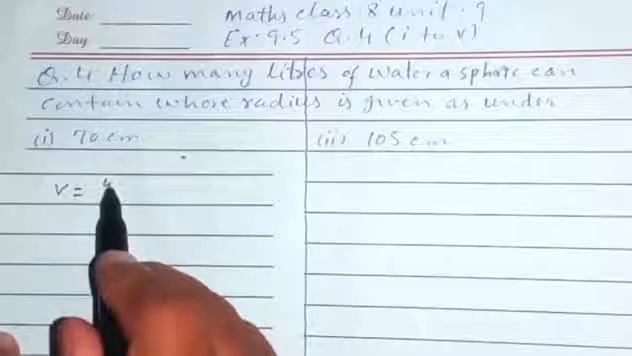 Date: Maths class 8 unit. 9
Day Ex. 9.5 Q.4 (i to v)
Q.4 How many litres of water a sphere can
contain whose radius is given as under
(i) 70 cm (ii) 105 cm
V = 4